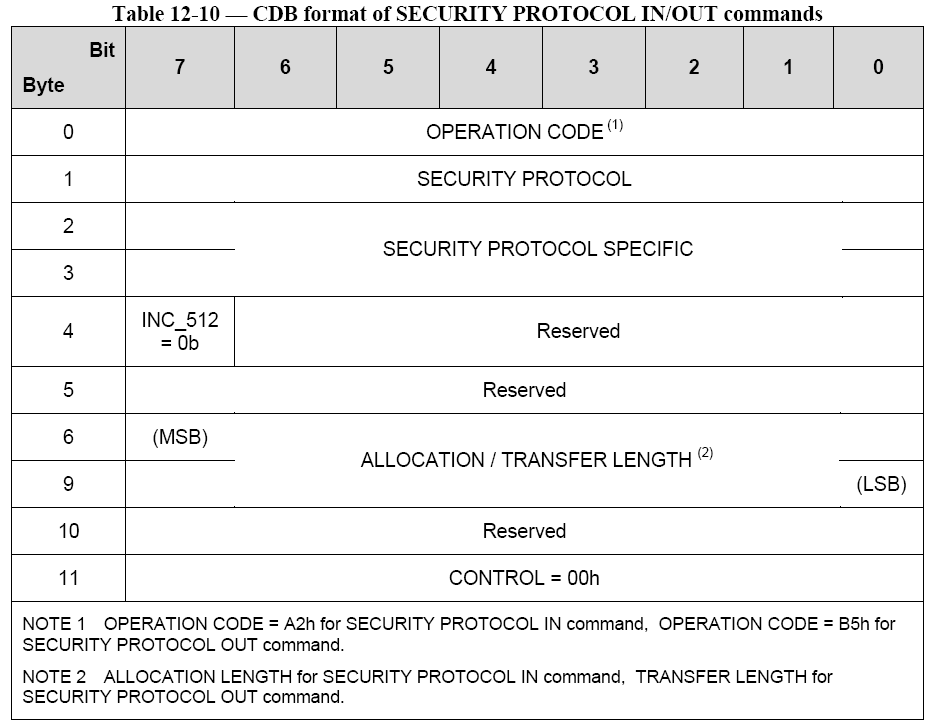 Table 12-10 — CDB format of SECURITY PROTOCOL IN/OUT commands
Bit
Byte
7 6 5 4 3 2 1 0
0 OPERATION CODE (1)
1 SECURITY PROTOCOL
2
SECURITY PROTOCOL SPECIFIC
3
4 INC_512 = 0b Reserved
5 Reserved
6 (MSB)
ALLOCATION / TRANSFER LENGTH (2)
9 (LSB)
10 Reserved
11 CONTROL = 00h
NOTE 1 OPERATION CODE = A2h for SECURITY PROTOCOL IN command, OPERATION CODE = B5h for
SECURITY PROTOCOL OUT command.
NOTE 2 ALLOCATION LENGTH for SECURITY PROTOCOL IN command, TRANSFER LENGTH for
SECURITY PROTOCOL OUT command.